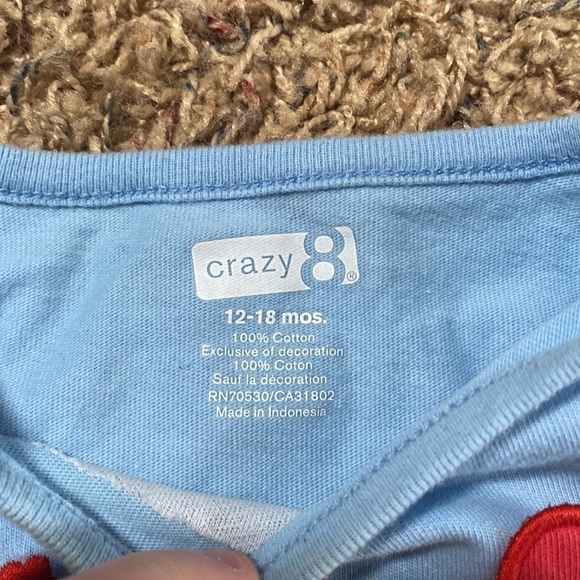 crazy 8®
12-18 mos.
100% Cotton
Exclusive of decoration
100% Coton
Sauf la décoration
RN70530/CA31802
Made in Indonesia